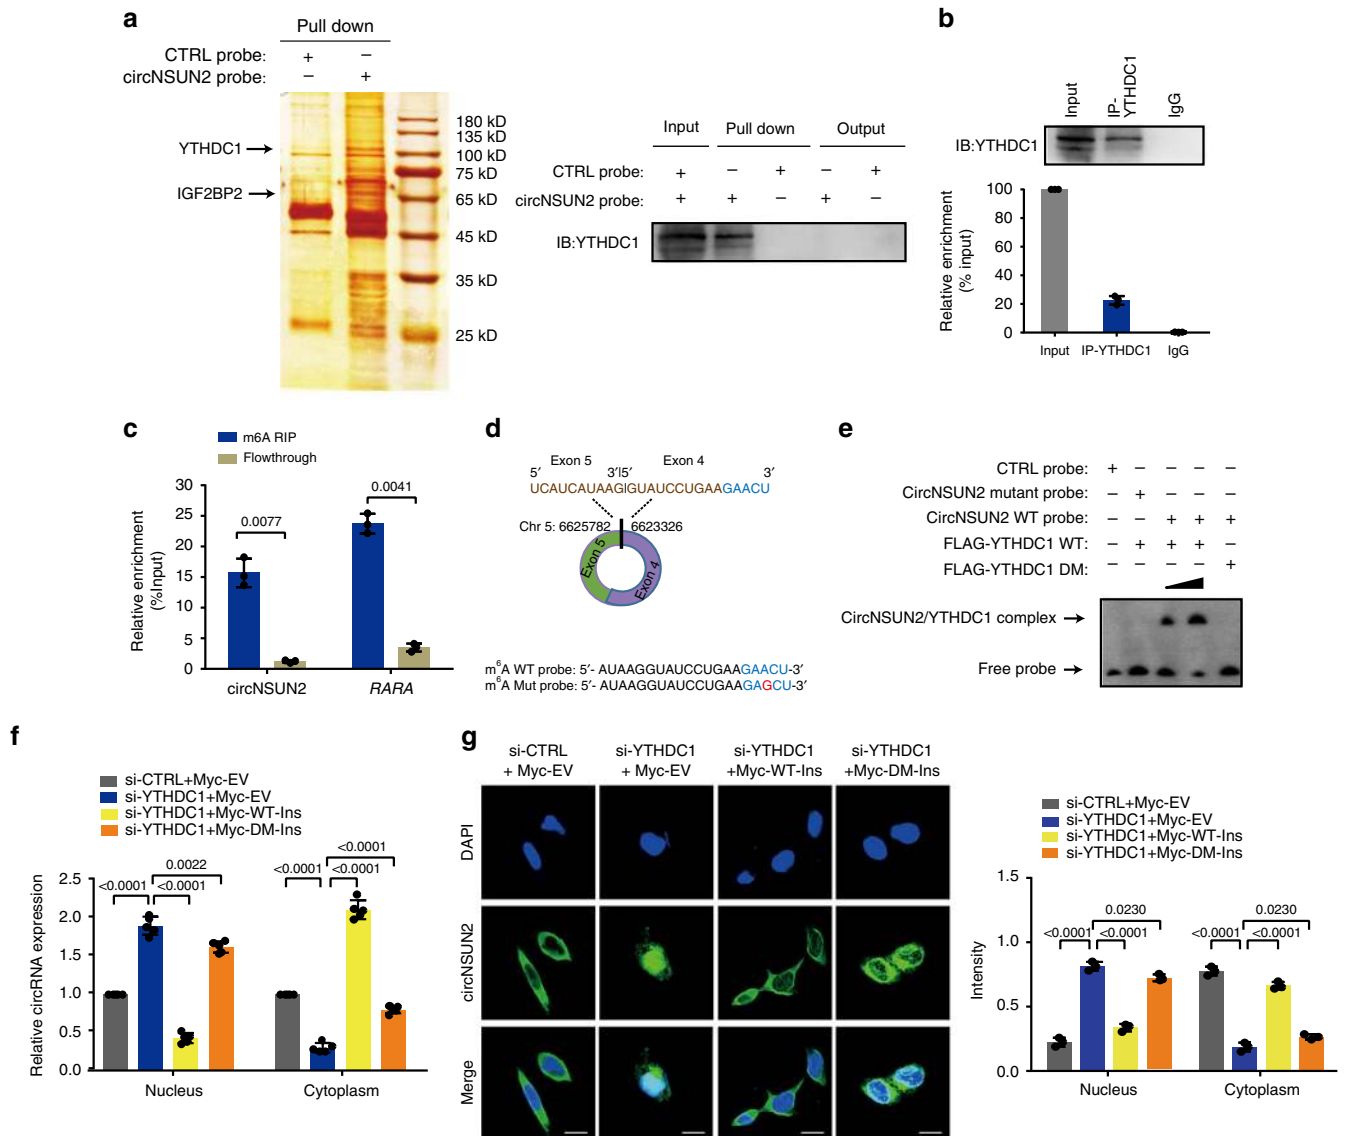 a
Pull down
CTRL probe: + –
circNSUN2 probe: – +
YTHDC1
IGF2BP2
180 kD
135 kD
100 kD
75 kD
65 kD
45 kD
35 kD
25 kD
Input Pull down Output
CTRL probe: + – + – +
circNSUN2 probe: + + – + –
IB:YTHDC1
b
Input
IP-YTHDC1
IgG
IB:YTHDC1
Relative enrichment (% input)
100
80
60
40
20
0
Input IP-YTHDC1 IgG
c
m6A RIP
Flowthrough
Relative enrichment (%Input)
30
25
20
15
10
5
0
0.0077
0.0041
circNSUN2 RARA
d
Exon 5 Exon 4
5′ 3′|5′ 3′
UCAUCAUAAG|GUAUCCUGAAGAACU
Chr 5: 6625782 6623326
Exon 5
Exon 4
m6A WT probe: 5′- AUAAGGUAUCCUGAAGAACU-3′
m6A Mut probe: 5′- AUAAGGUAUCCUGAAGAGCU-3′
e
CTRL probe: + – – – –
CircNSUN2 mutant probe: – + – – –
CircNSUN2 WT probe: – – + + +
FLAG-YTHDC1 WT: – + + + –
FLAG-YTHDC1 DM: – – – – +
CircNSUN2/YTHDC1 complex
Free probe
f
si-CTRL+Myc-EV
si-YTHDC1+Myc-EV
si-YTHDC1+Myc-WT-Ins
si-YTHDC1+Myc-DM-Ins
Relative circRNA expression
2.5
2.0
1.5
1.0
0.5
0.0
0.0022
<0.0001 <0.0001
<0.0001
<0.0001 <0.0001
Nucleus Cytoplasm
g
si-CTRL + Myc-EV
si-YTHDC1 + Myc-EV
si-YTHDC1 +Myc-WT-Ins
si-YTHDC1 +Myc-DM-Ins
DAPI
circNSUN2
Merge
si-CTRL+Myc-EV
si-YTHDC1+Myc-EV
si-YTHDC1+Myc-WT-Ins
si-YTHDC1+Myc-DM-Ins
Intensity
1.5
1.0
0.5
0.0
0.0230
<0.0001 <0.0001
0.0230
<0.0001 <0.0001
Nucleus Cytoplasm